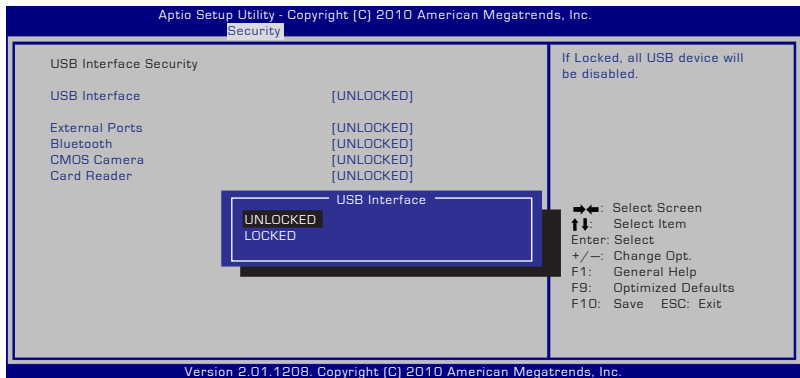 Aptio Setup Utility - Copyright (C) 2010 American Megatrends, Inc.
Security
USB Interface Security
USB Interface [UNLOCKED]
External Ports [UNLOCKED]
Bluetooth [UNLOCKED]
CMOS Camera [UNLOCKED]
Card Reader [UNLOCKED]
USB Interface
UNLOCKED
LOCKED
If Locked, all USB device will
be disabled.
→←: Select Screen
↑↓: Select Item
Enter: Select
+/—: Change Opt.
F1: General Help
F9: Optimized Defaults
F10: Save ESC: Exit
Version 2.01.1208. Copyright (C) 2010 American Megatrends, Inc.